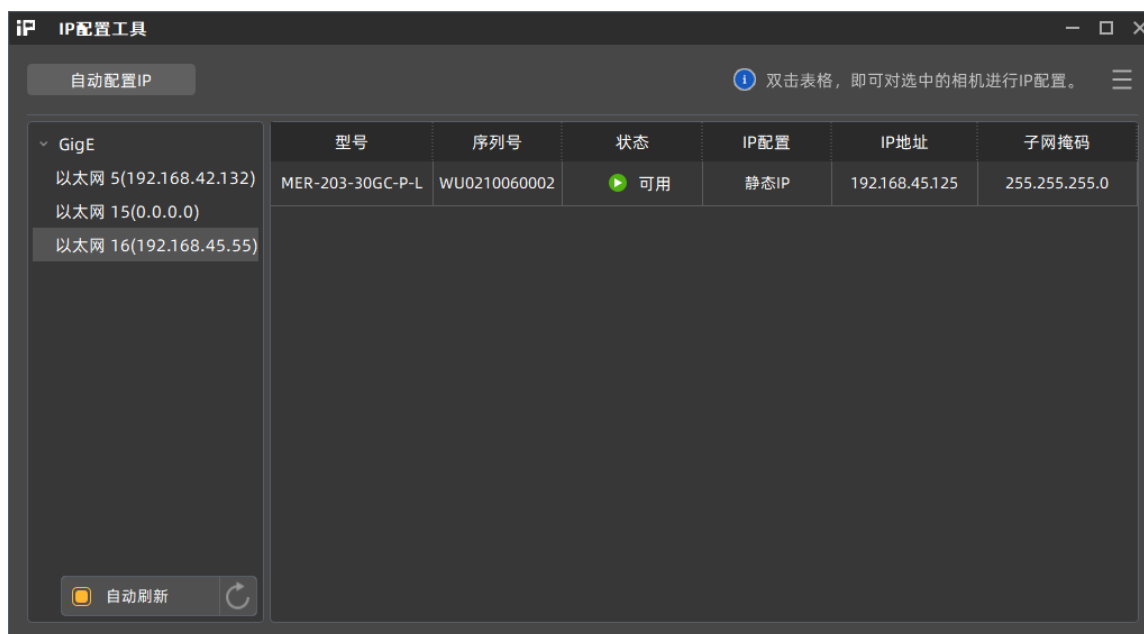 iP IP配置工具
自动配置IP
双击表格，即可对选中的相机进行IP配置。
GigE
以太网 5(192.168.42.132)
以太网 15(0.0.0.0)
以太网 16(192.168.45.55)
型号 序列号 状态 IP配置 IP地址 子网掩码
MER-203-30GC-P-L WU0210060002 可用 静态IP 192.168.45.125 255.255.255.0
自动刷新